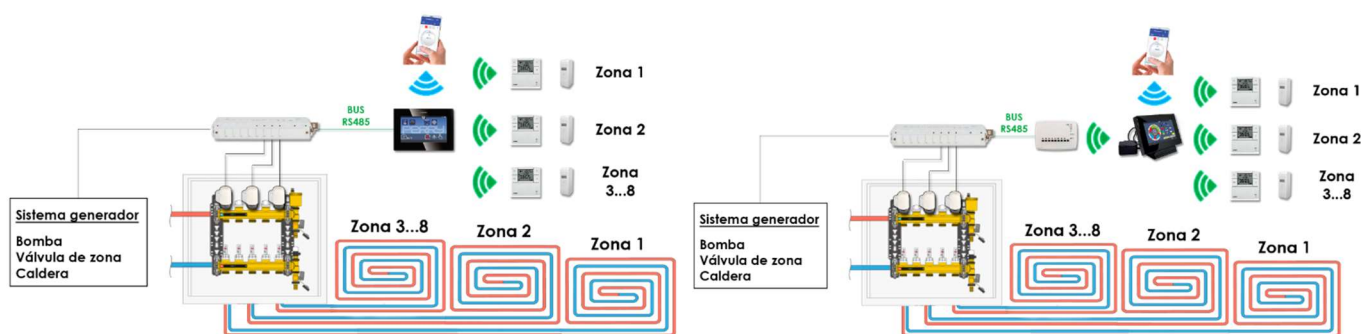 Zona 1
BUS
RS485
Zona 2
Zona
3...8
Sistema generador
Bomba
Válvula de zona
Caldera
Zona 3...8
Zona 2
Zona 1
Zona 1
BUS
RS485
Zona 2
Zona
3...8
Sistema generador
Bomba
Válvula de zona
Caldera
Zona 3...8
Zona 2
Zona 1